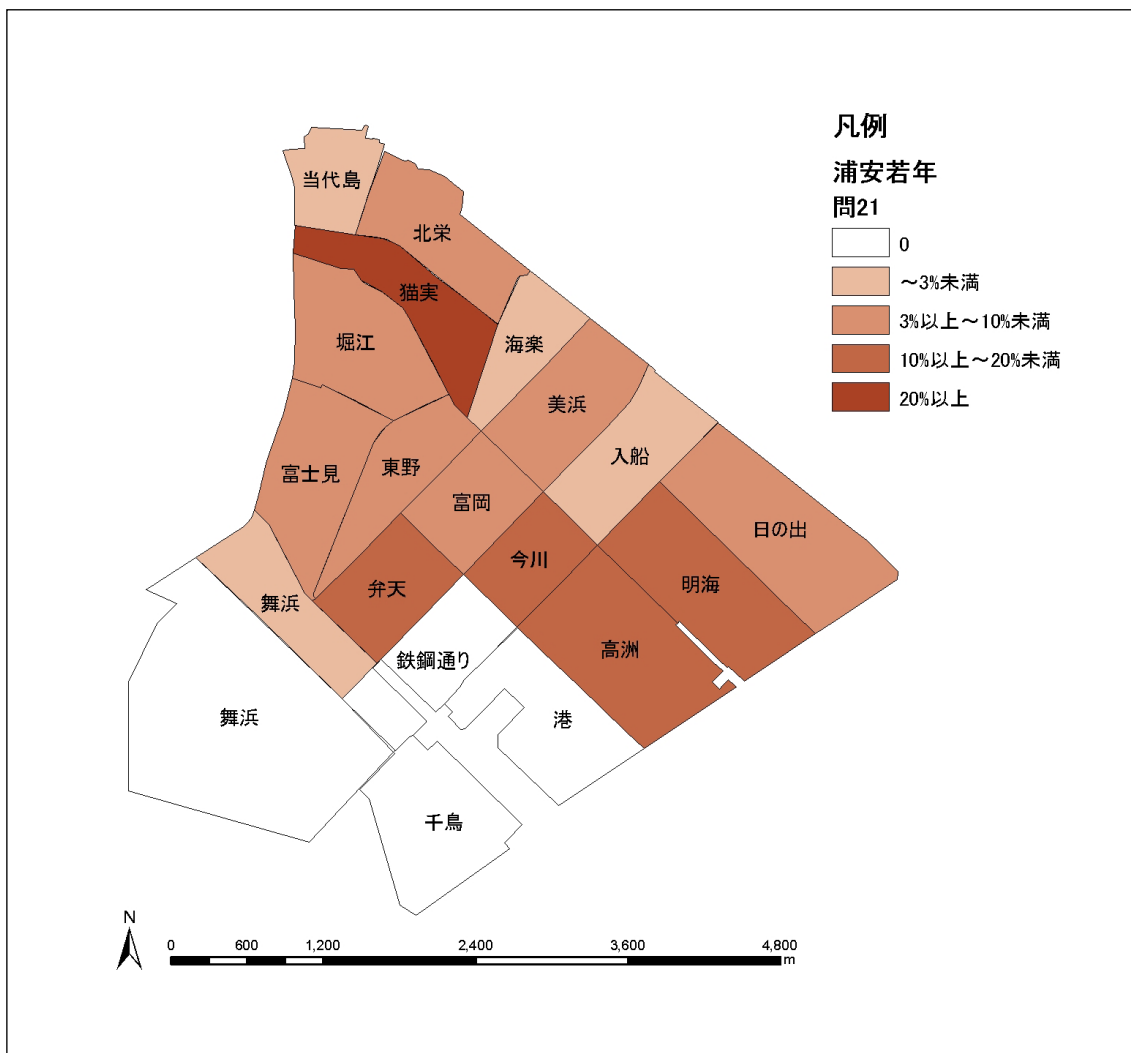 凡例
浦安若年
問21
0
～3%未満
3%以上～10%未満
10%以上～20%未満
20%以上
当代島
北栄
猫実
堀江
海楽
美浜
入船
東野
富士見
富岡
日の出
今川
明海
弁天
舞浜
高洲
鉄鋼通り
舞浜
港
千鳥
N
0 600 1,200 2,400 3,600 4,800
m